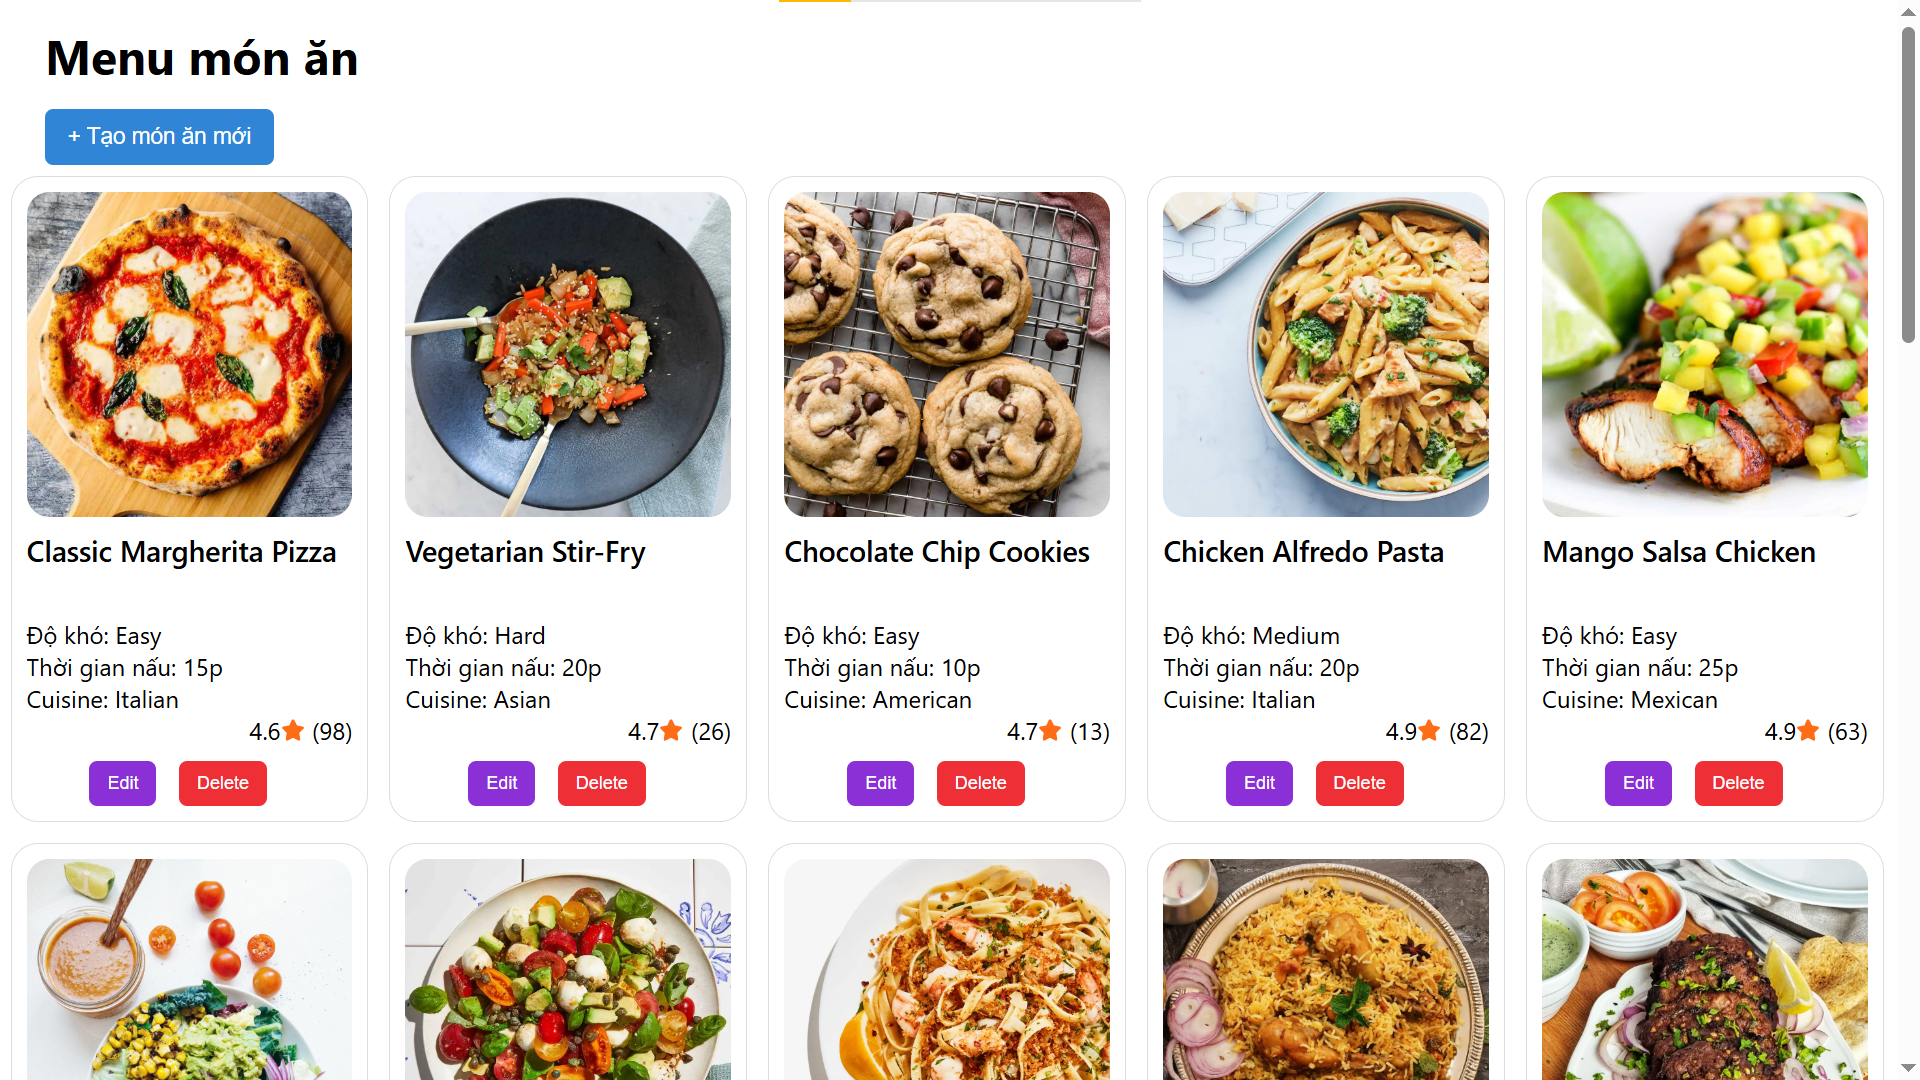 Menu món ăn
+ Tạo món ăn mới
Classic Margherita Pizza
Độ khó: Easy
Thời gian nấu: 15p
Cuisine: Italian
4.6 (98)
Edit Delete
Vegetarian Stir-Fry
Độ khó: Hard
Thời gian nấu: 20p
Cuisine: Asian
4.7 (26)
Edit Delete
Chocolate Chip Cookies
Độ khó: Easy
Thời gian nấu: 10p
Cuisine: American
4.7 (13)
Edit Delete
Chicken Alfredo Pasta
Độ khó: Medium
Thời gian nấu: 20p
Cuisine: Italian
4.9 (82)
Edit Delete
Mango Salsa Chicken
Độ khó: Easy
Thời gian nấu: 25p
Cuisine: Mexican
4.9 (63)
Edit Delete